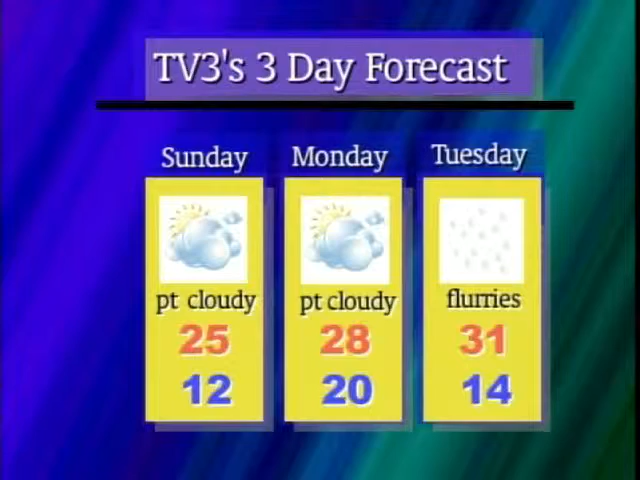 TV3's 3 Day Forecast
Sunday Monday Tuesday
pt cloudy pt cloudy flurries
25 28 31
12 20 14